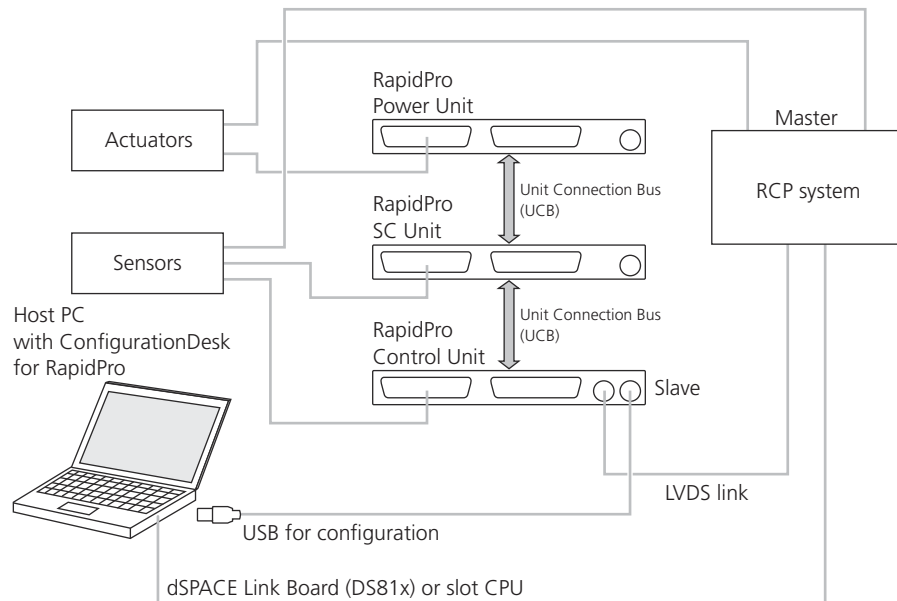 RapidPro
Power Unit
Master
Actuators
Unit Connection Bus
(UCB)
RCP system
RapidPro
SC Unit
Sensors
Host PC
with ConfigurationDesk
for RapidPro
Unit Connection Bus
(UCB)
RapidPro
Control Unit
Slave
LVDS link
USB for configuration
dSPACE Link Board (DS81x) or slot CPU